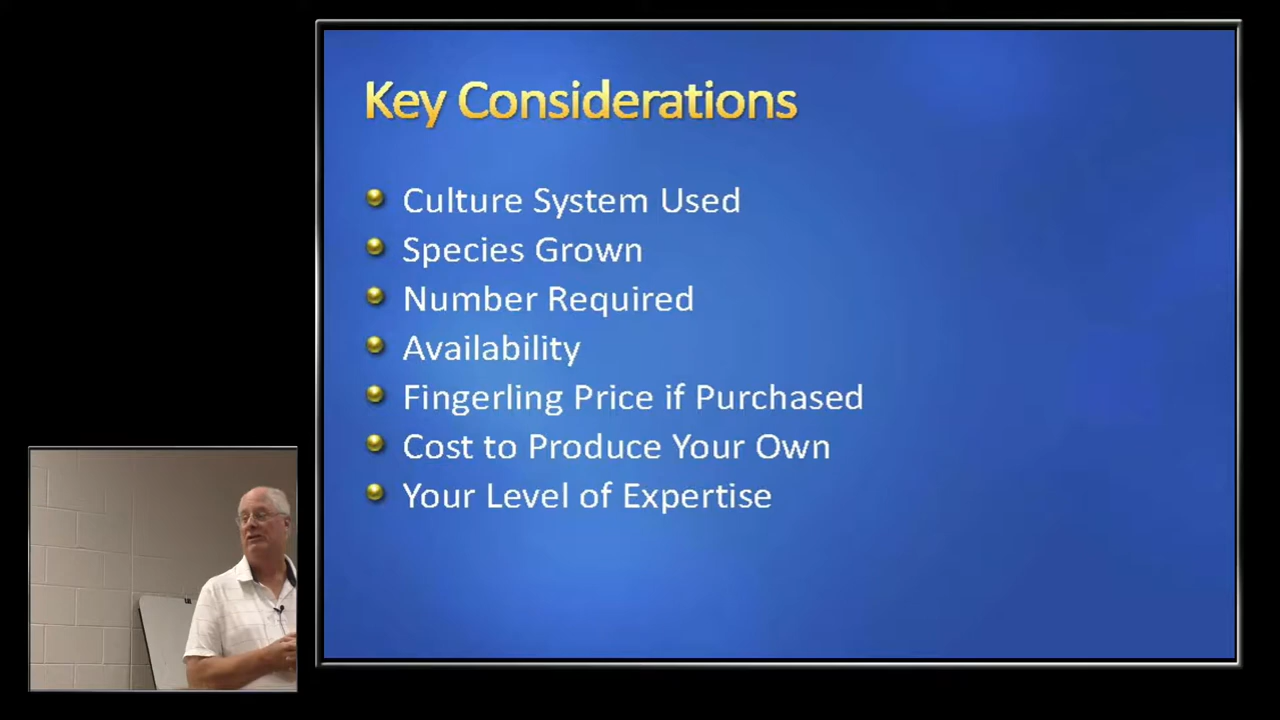 Key Considerations
Culture System Used
Species Grown
Number Required
Availability
Fingerling Price if Purchased
Cost to Produce Your Own
Your Level of Expertise